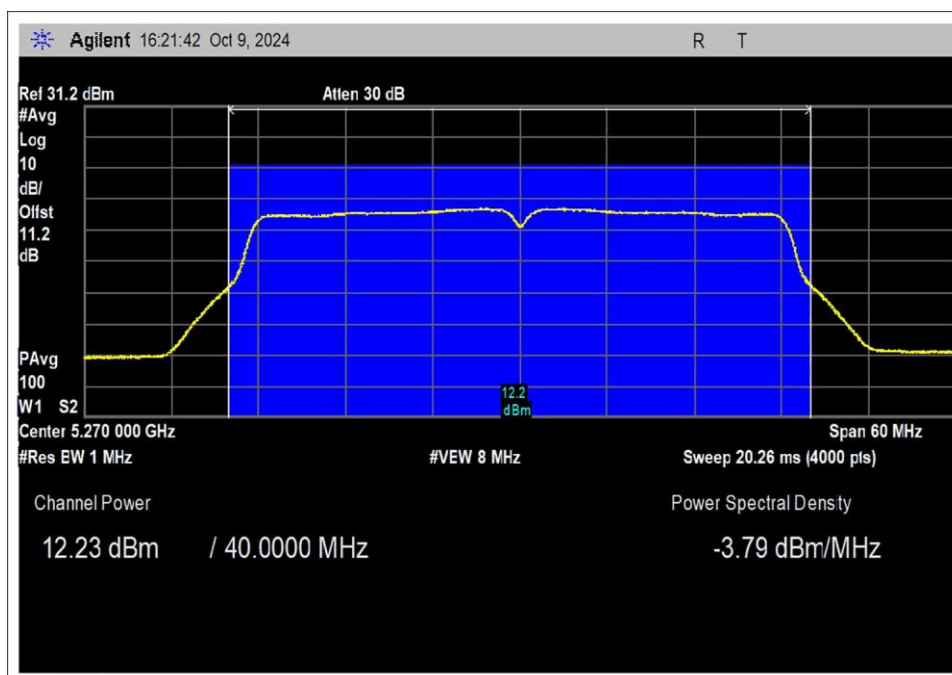 Agilent 16:21:42 Oct 9, 2024 R T
Ref 31.2 dBm Atten 30 dB
#Avg
Log
10
dB/
Offst
11.2
dB
PAvg
100
W1 S2
12.2
dBm
Center 5.270 000 GHz Span 60 MHz
#Res BW 1 MHz #VBW 8 MHz Sweep 20.26 ms (4000 pts)
Channel Power Power Spectral Density
12.23 dBm / 40.0000 MHz -3.79 dBm/MHz